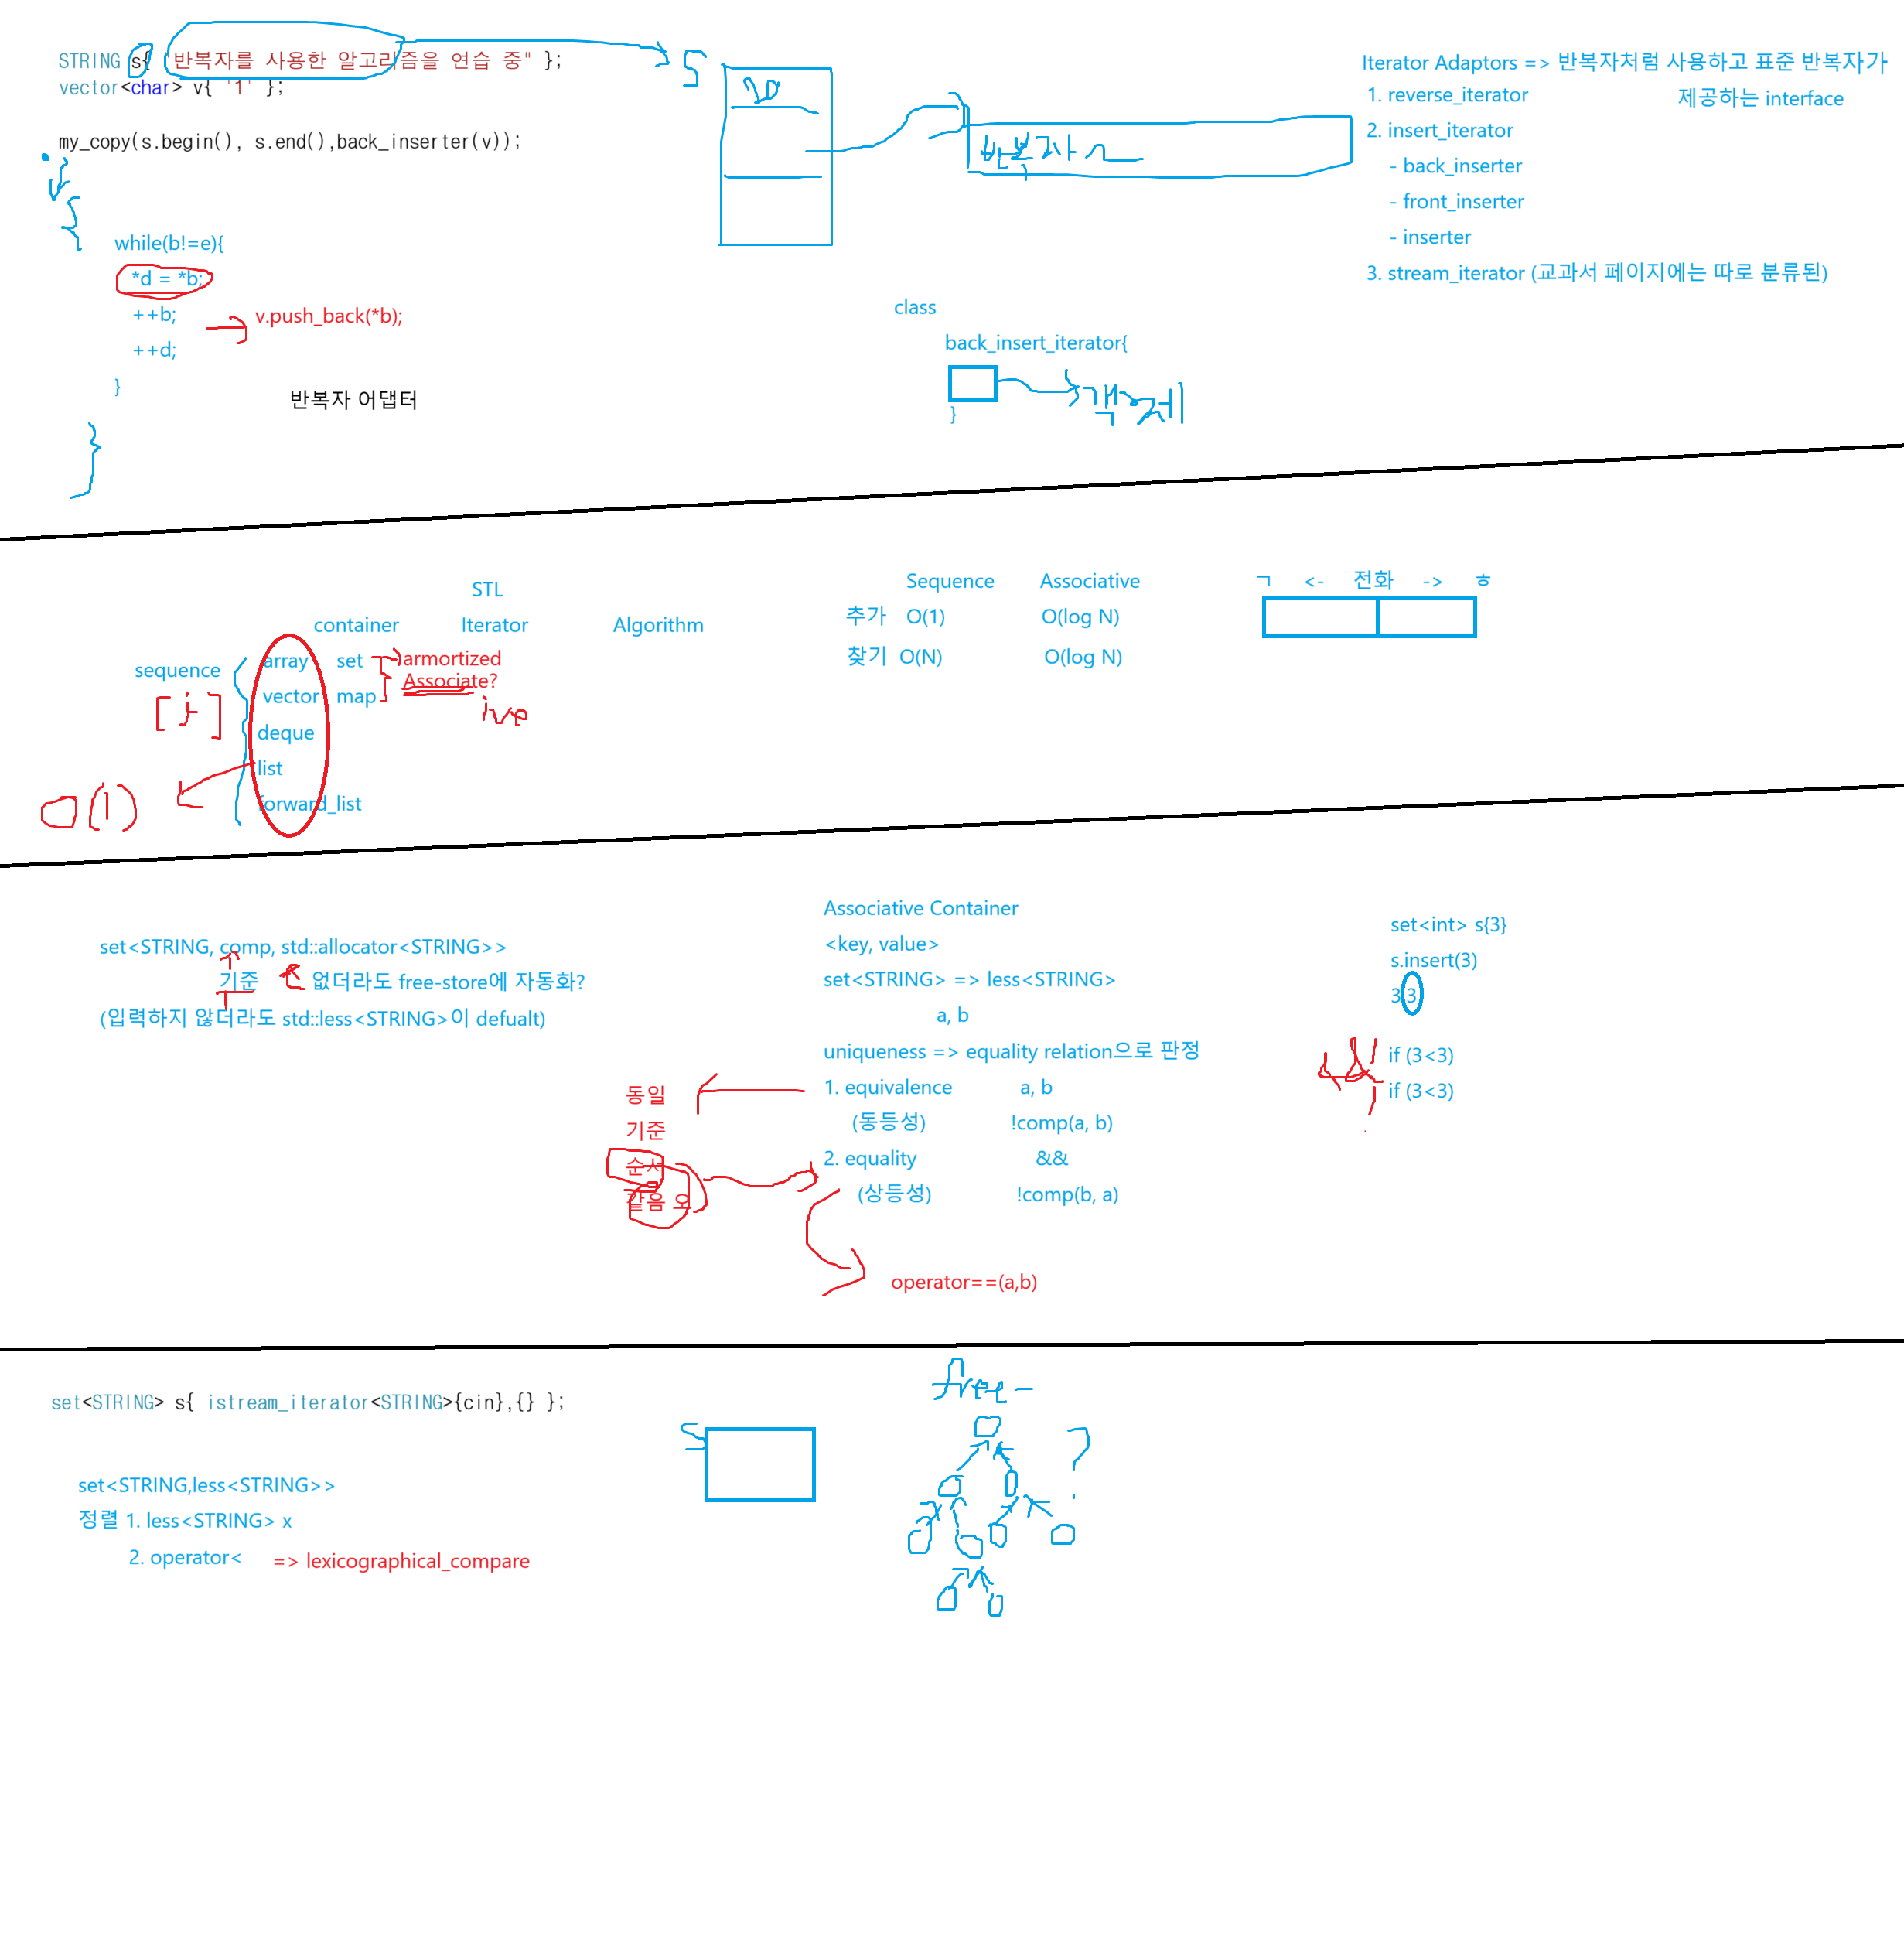 STRING s{ "반복자를 사용한 알고리즘을 연습 중" };
vector<char> v{ '1' };
my_copy(s.begin(), s.end(),back_inserter(v));
while(b!=e){
*d = *b;
++b;
++d;
}
v.push_back(*b);
반복자 어댑터
}
S
반복자
class
back_insert_iterator{
객체
}
Iterator Adaptors => 반복자처럼 사용하고 표준 반복자가
제공하는 interface
1. reverse_iterator
2. insert_iterator
- back_inserter
- front_inserter
- inserter
3. stream_iterator (교과서 페이지에는 따로 분류된)
STL
container Iterator Algorithm
sequence
array set
vector map
deque
list
forward_list
armortized
Associate?
ive
[i]
O(1)
Sequence Associative
추가 O(1) O(log N)
찾기 O(N) O(log N)
ㄱ <- 전화 -> ㅎ
set<STRING, comp, std::allocator<STRING>>
기준 없더라도 free-store에 자동화?
(입력하지 않더라도 std::less<STRING>이 defualt)
Associative Container
<key, value>
set<STRING> => less<STRING>
a, b
uniqueness => equality relation으로 판정
1. equivalence a, b
(동등성) !comp(a, b)
2. equality &&
(상등성) !comp(b, a)
동일
기준
순서
같음 요
operator==(a,b)
set<int> s{3}
s.insert(3)
3 3
if (3<3)
if (3<3)
set<STRING> s{ istream_iterator<STRING>{cin},{} };
set<STRING,less<STRING>>
정렬 1. less<STRING> x
2. operator< => lexicographical_compare
S
free-
?